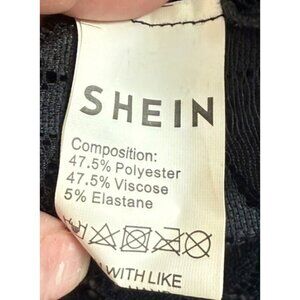 SHEIN
Composition:
47.5% Polyester
47.5% Viscose
5% Elastane
WITH LIKE